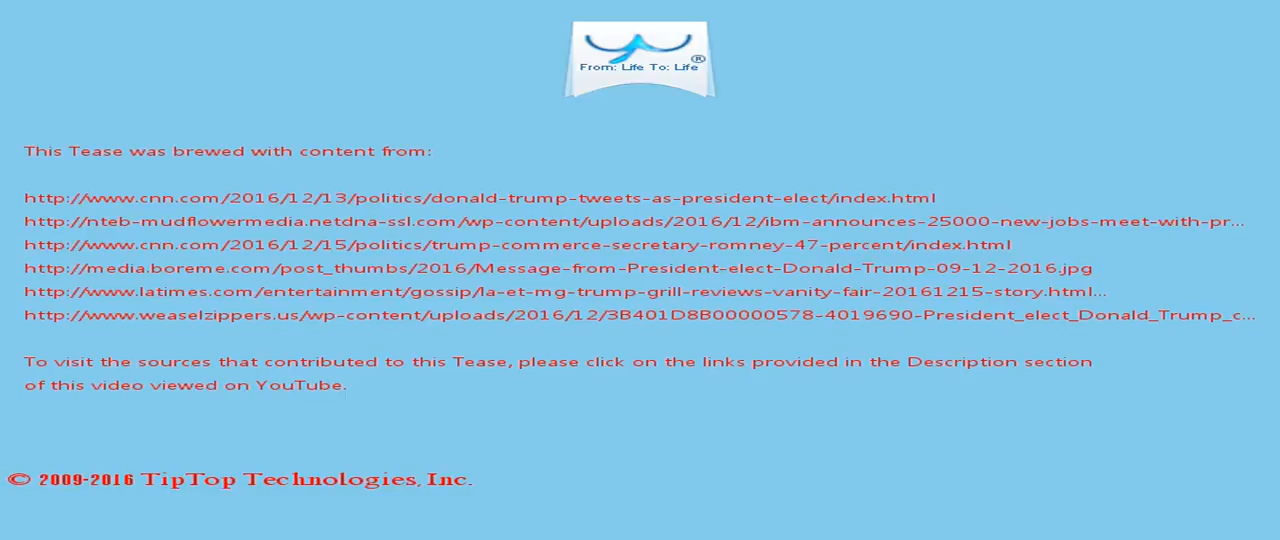 From: Life To: Life®
This Tease was brewed with content from:
http://www.cnn.com/2016/12/13/politics/donald-trump-tweets-as-president-elect/index.html
http://nteb-mudflowermedia.netdna-ssl.com/wp-content/uploads/2016/12/ibm-announces-25000-new-jobs-meet-with-pr...
http://www.cnn.com/2016/12/15/politics/trump-commerce-secretary-romney-47-percent/index.html
http://media.boreme.com/post_thumbs/2016/Message-from-President-elect-Donald-Trump-09-12-2016.jpg
http://www.latimes.com/entertainment/gossip/la-et-mg-trump-grill-reviews-vanity-fair-20161215-story.html...
http://www.weaselzippers.us/wp-content/uploads/2016/12/3B401D8B00000578-4019690-President_elect_Donald_Trump_c...
To visit the sources that contributed to this Tease, please click on the links provided in the Description section
of this video viewed on YouTube.
© 2009-2016 TipTop Technologies, Inc.